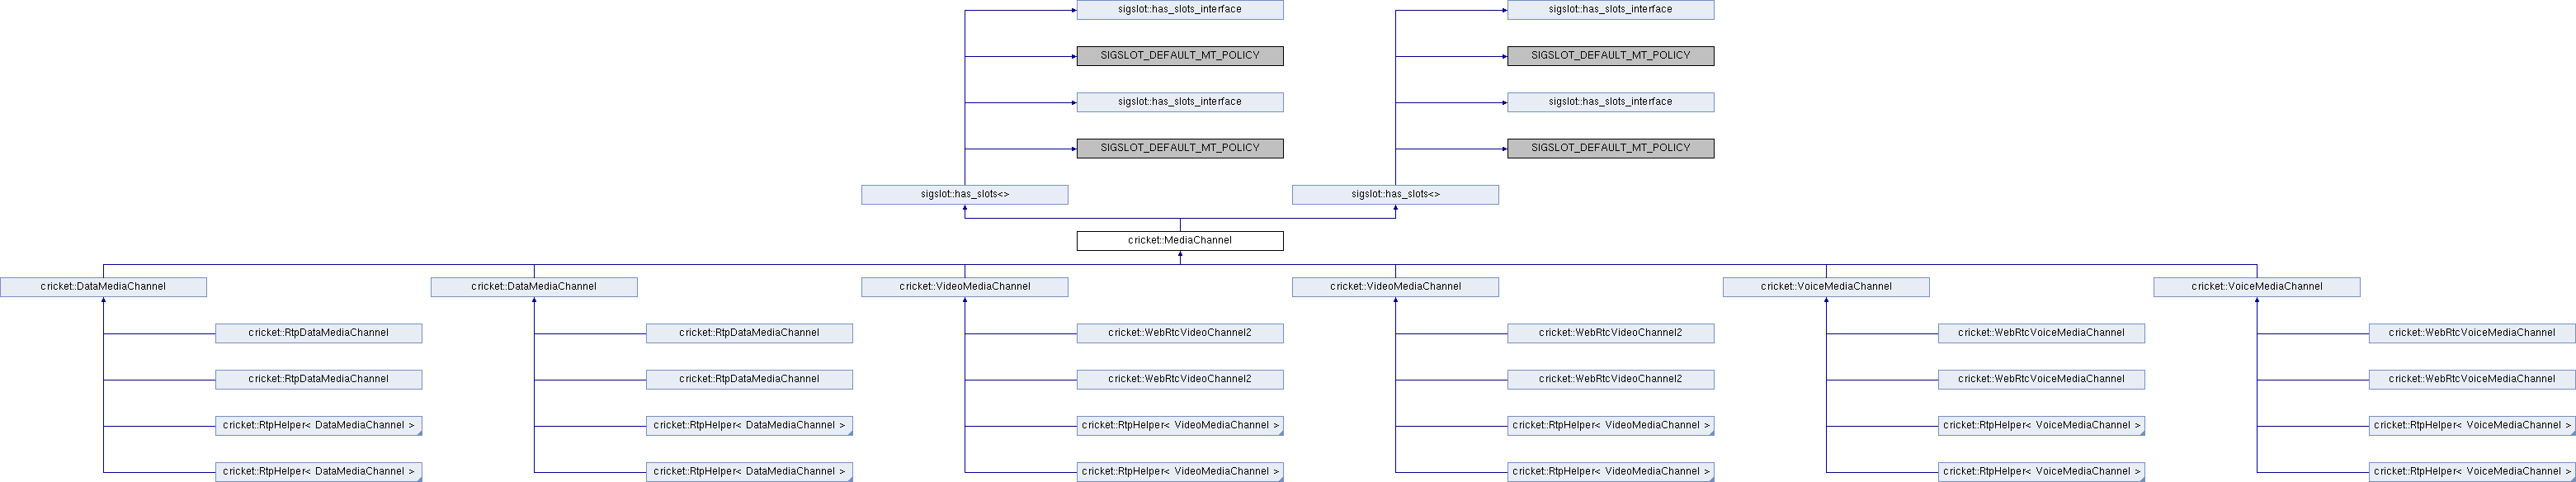 sigslot::has_slots_interface
sigslot::has_slots_interface
SIGSLOT_DEFAULT_MT_POLICY
SIGSLOT_DEFAULT_MT_POLICY
sigslot::has_slots_interface
sigslot::has_slots_interface
SIGSLOT_DEFAULT_MT_POLICY
SIGSLOT_DEFAULT_MT_POLICY
sigslot::has_slots<>
sigslot::has_slots<>
cricket::MediaChannel
cricket::DataMediaChannel
cricket::DataMediaChannel
cricket::VideoMediaChannel
cricket::VideoMediaChannel
cricket::VoiceMediaChannel
cricket::VoiceMediaChannel
cricket::RtpDataMediaChannel
cricket::RtpDataMediaChannel
cricket::WebRtcVideoChannel2
cricket::WebRtcVideoChannel2
cricket::WebRtcVoiceMediaChannel
cricket::WebRtcVoiceMediaChannel
cricket::RtpDataMediaChannel
cricket::RtpDataMediaChannel
cricket::WebRtcVideoChannel2
cricket::WebRtcVideoChannel2
cricket::WebRtcVoiceMediaChannel
cricket::WebRtcVoiceMediaChannel
cricket::RtpHelper< DataMediaChannel >
cricket::RtpHelper< DataMediaChannel >
cricket::RtpHelper< VideoMediaChannel >
cricket::RtpHelper< VideoMediaChannel >
cricket::RtpHelper< VoiceMediaChannel >
cricket::RtpHelper< VoiceMediaChannel >
cricket::RtpHelper< DataMediaChannel >
cricket::RtpHelper< DataMediaChannel >
cricket::RtpHelper< VideoMediaChannel >
cricket::RtpHelper< VideoMediaChannel >
cricket::RtpHelper< VoiceMediaChannel >
cricket::RtpHelper< VoiceMediaChannel >